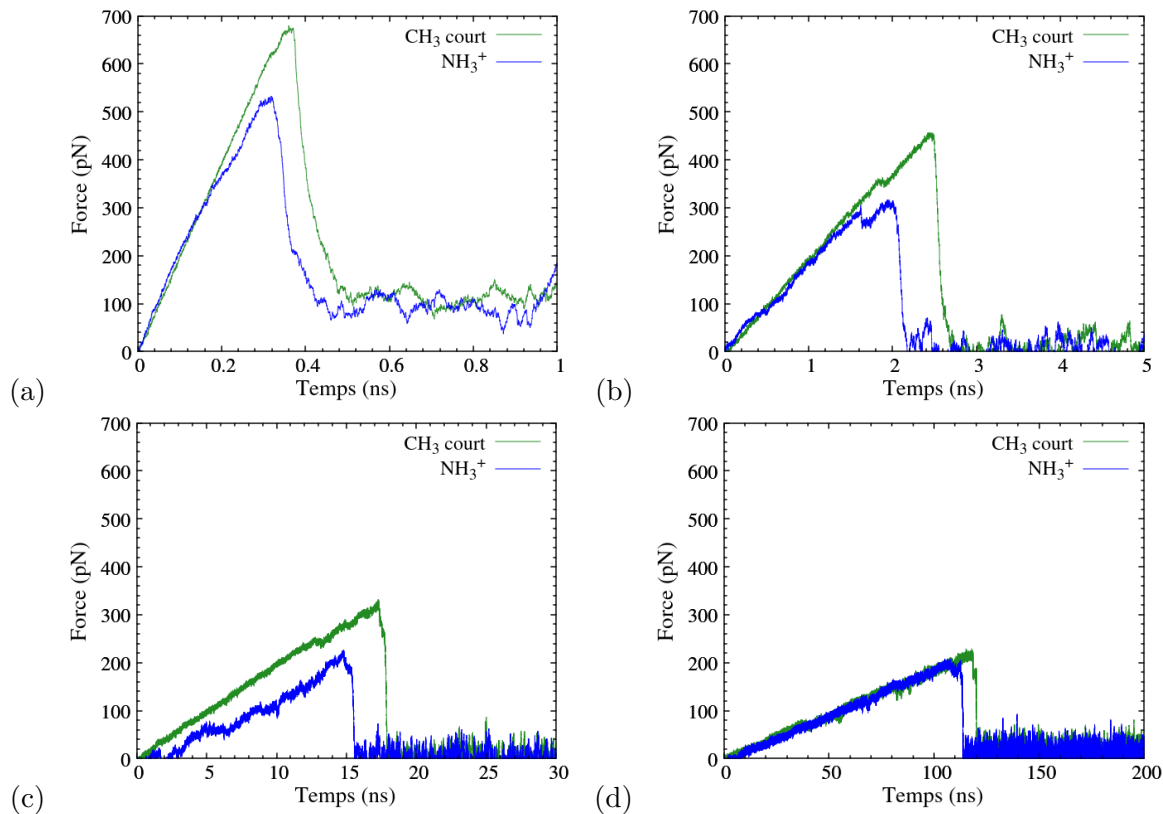 700
600
500
400
300
200
100
0
Force (pN)
CH₃ court
NH₃⁺
0 0.2 0.4 0.6 0.8 1
(a) Temps (ns)
700
600
500
400
300
200
100
0
Force (pN)
CH₃ court
NH₃⁺
0 1 2 3 4 5
(b) Temps (ns)
700
600
500
400
300
200
100
0
Force (pN)
CH₃ court
NH₃⁺
0 5 10 15 20 25 30
(c) Temps (ns)
700
600
500
400
300
200
100
0
Force (pN)
CH₃ court
NH₃⁺
0 50 100 150 200
(d) Temps (ns)